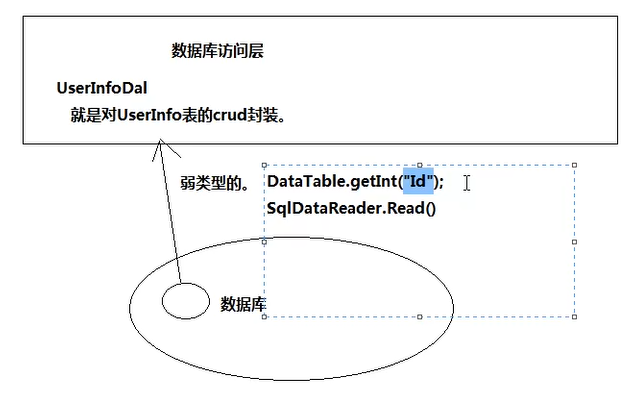 数据库访问层
UserInfoDal
就是对UserInfo表的crud封装。
弱类型的。 DataTable.getInt("Id");
SqlDataReader.Read()
数据库